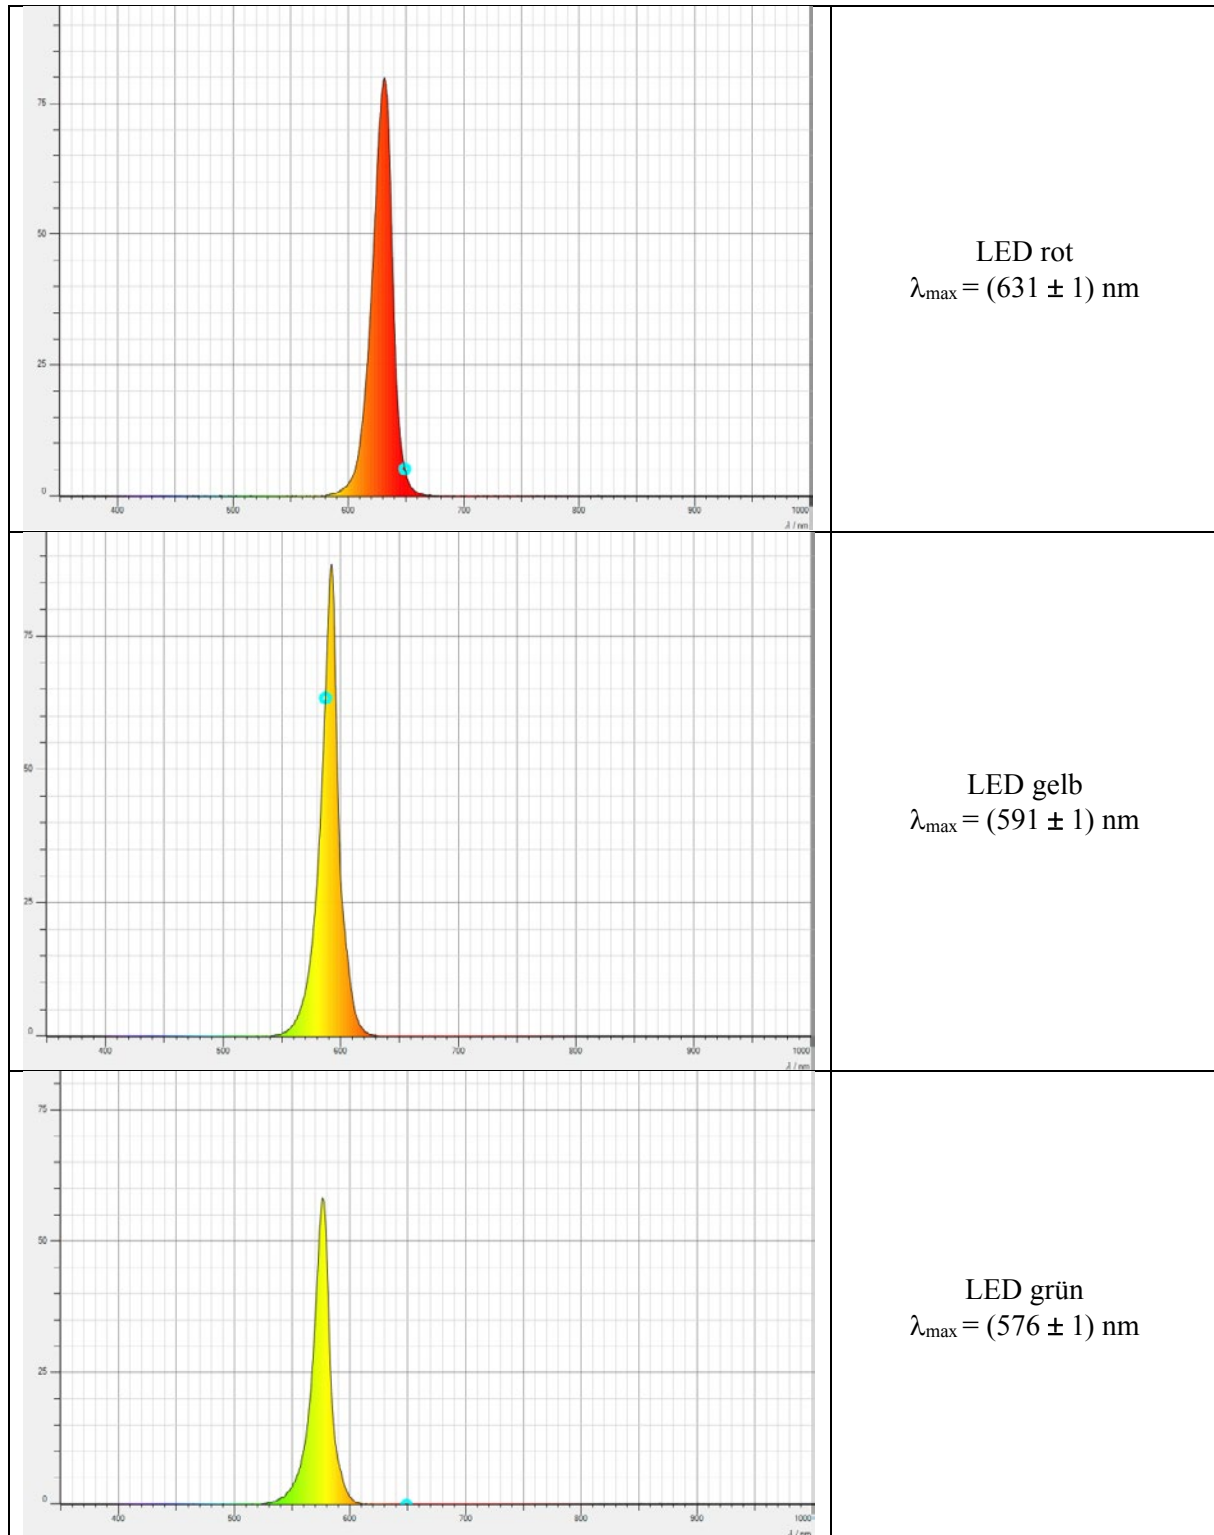 75
50
25
0
400 500 600 700 800 900 1000
λ / nm
LED rot
λmax = (631 ± 1) nm
75
50
25
0
400 500 600 700 800 900 1000
λ / nm
LED gelb
λmax = (591 ± 1) nm
75
50
25
0
400 500 600 700 800 900 1000
λ / nm
LED grün
λmax = (576 ± 1) nm